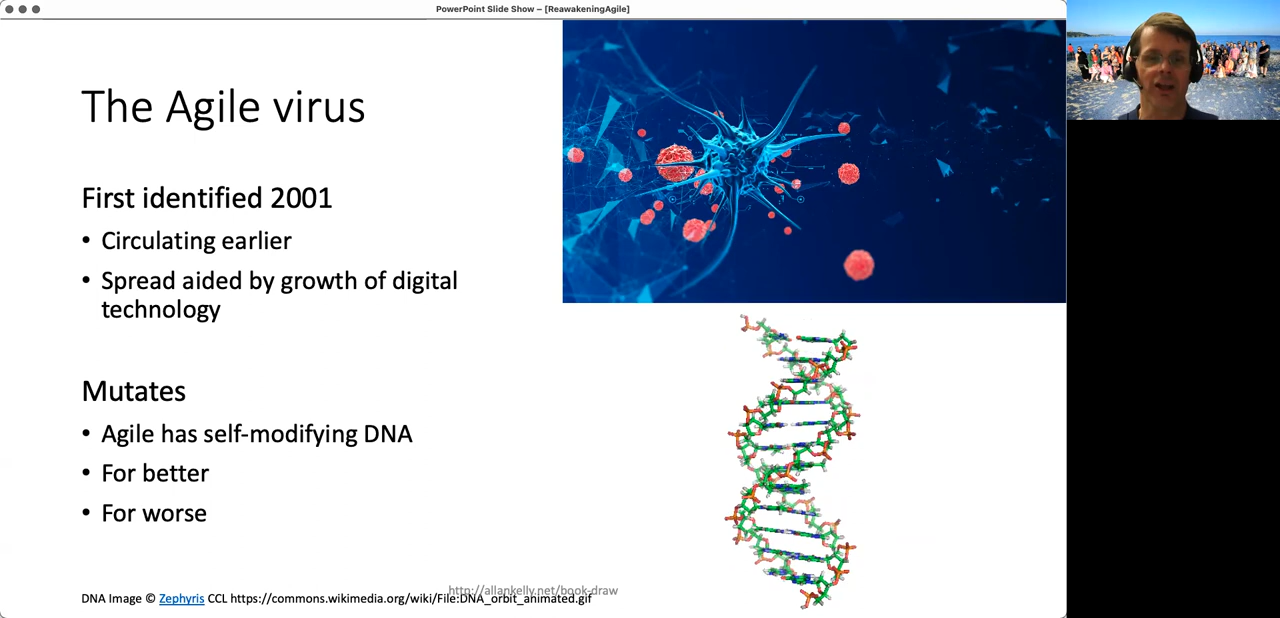 PowerPoint Slide Show – [ReawakeningAgile]
The Agile virus
First identified 2001
• Circulating earlier
• Spread aided by growth of digital
technology
Mutates
• Agile has self-modifying DNA
• For better
• For worse
http://allankelly.net/book-draw
DNA Image © Zephyris CCL https://commons.wikimedia.org/wiki/File:DNA_orbit_animated.gif